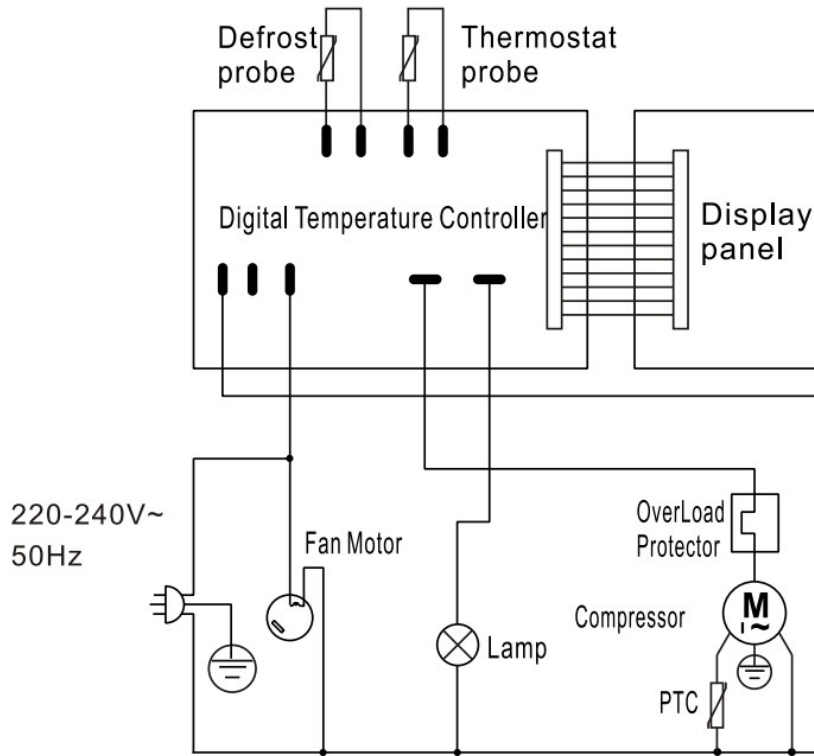 Defrost
probe
Thermostat
probe
Digital Temperature Controller
Display
panel
220-240V~
50Hz
Fan Motor
OverLoad
Protector
Compressor
M
~
Lamp
PTC